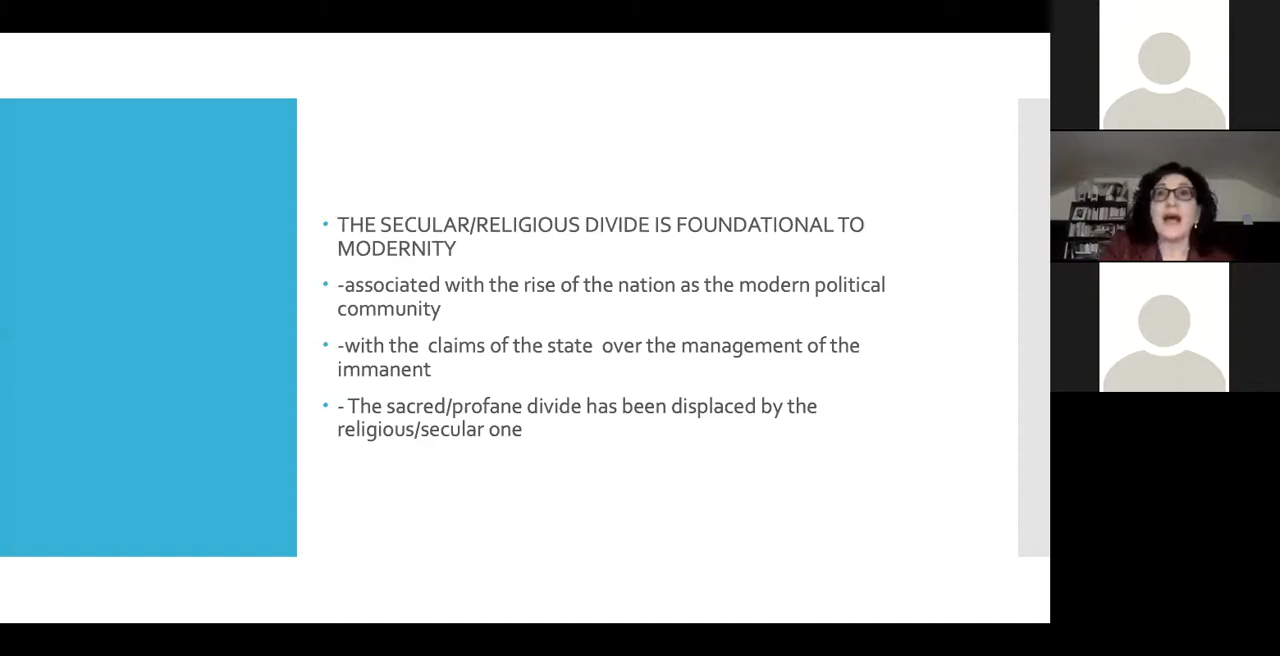 • THE SECULAR/RELIGIOUS DIVIDE IS FOUNDATIONAL TO
MODERNITY
• -associated with the rise of the nation as the modern political
community
• -with the  claims of the state  over the management of the
immanent
• - The sacred/profane divide has been displaced by the
religious/secular one